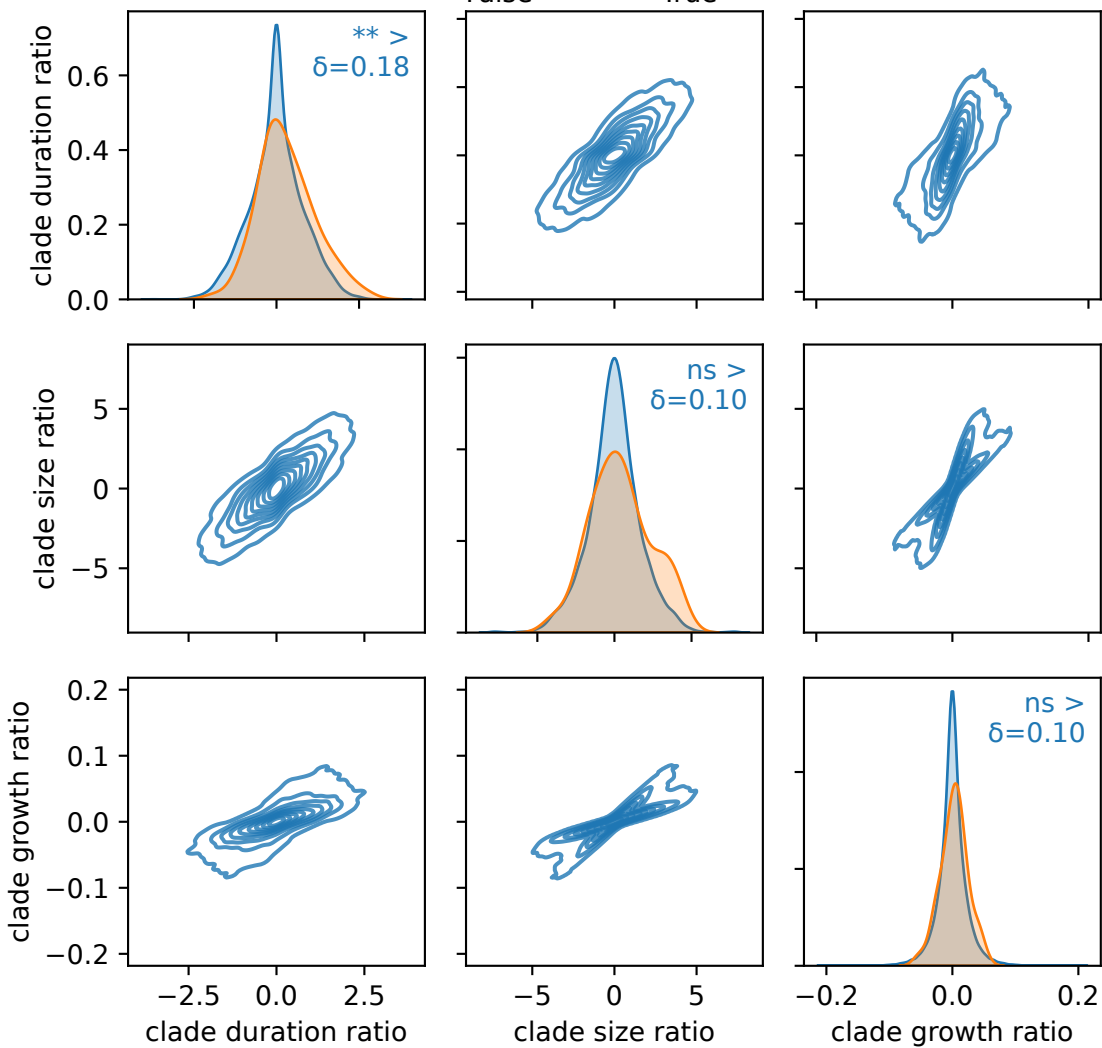 False True
clade duration ratio
0.6
0.4
0.2
0.0
** >
δ=0.18
clade size ratio
5
0
−5
ns >
δ=0.10
clade growth ratio
0.2
0.1
0.0
−0.1
−0.2
ns >
δ=0.10
−2.5 0.0 2.5
−5 0 5
−0.2 0.0 0.2
clade duration ratio
clade size ratio
clade growth ratio